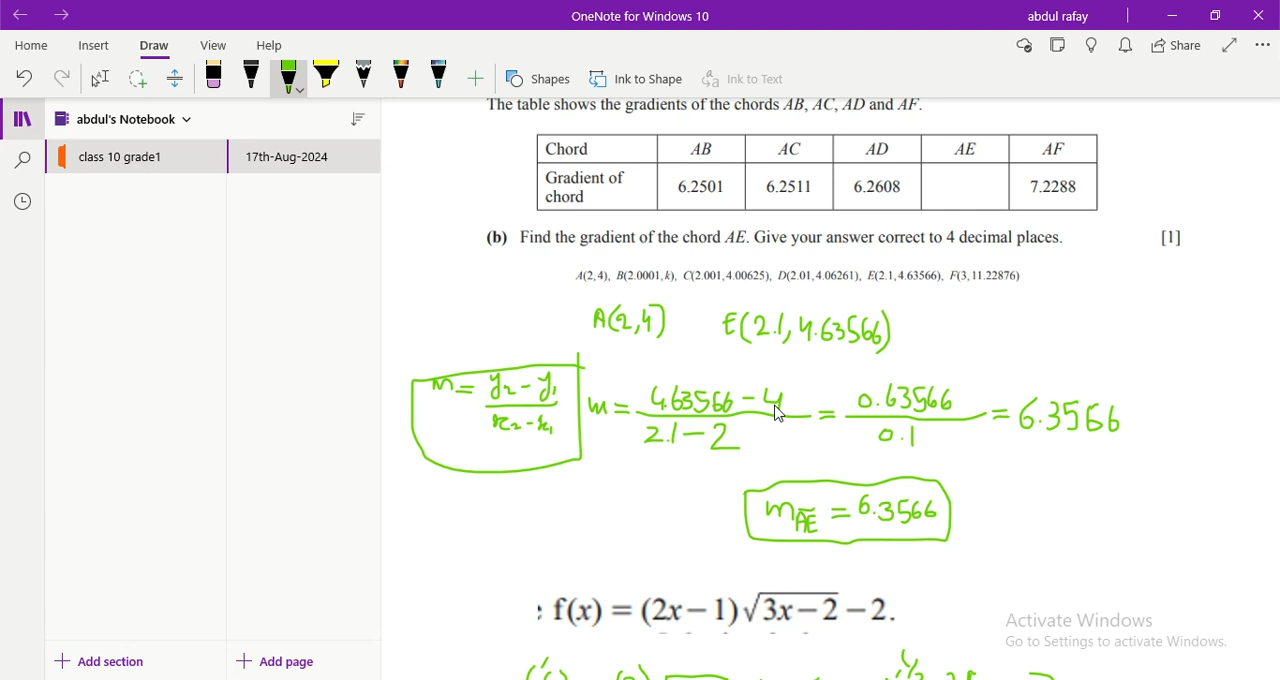 OneNote for Windows 10
abdul rafay
Home Insert Draw View Help
Share
Shapes Ink to Shape Ink to Text
abdul's Notebook
class 10 grade1
17th-Aug-2024
The table shows the gradients of the chords AB, AC, AD and AF.
Chord AB AC AD AE AF
Gradient of chord 6.2501 6.2511 6.2608 7.2288
(b) Find the gradient of the chord AE. Give your answer correct to 4 decimal places. [1]
A(2,4), B(2.0001,k), C(2.001,4.00625), D(2.01,4.06261), E(2.1,4.63566), F(3,11.22876)
A(2,4) E(2.1,4.63566)
m = y₂ - y₁ / x₂ - x₁
m = 4.63566 - 4 / 2.1 - 2 = 0.63566 / 0.1 = 6.3566
m AE = 6.3566
: f(x) = (2x−1)√3x−2 −2.
Activate Windows
Go to Settings to activate Windows.
Add section
Add page